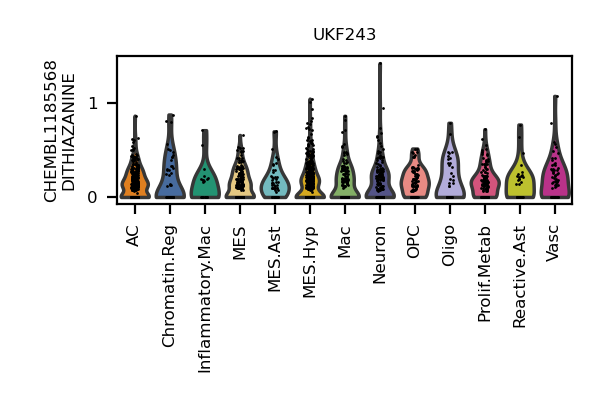 UKF243
CHEMBL1185568
DITHIAZANINE
1
0
AC
Chromatin.Reg
Inflammatory.Mac
MES
MES.Ast
MES.Hyp
Mac
Neuron
OPC
Oligo
Prolif.Metab
Reactive.Ast
Vasc